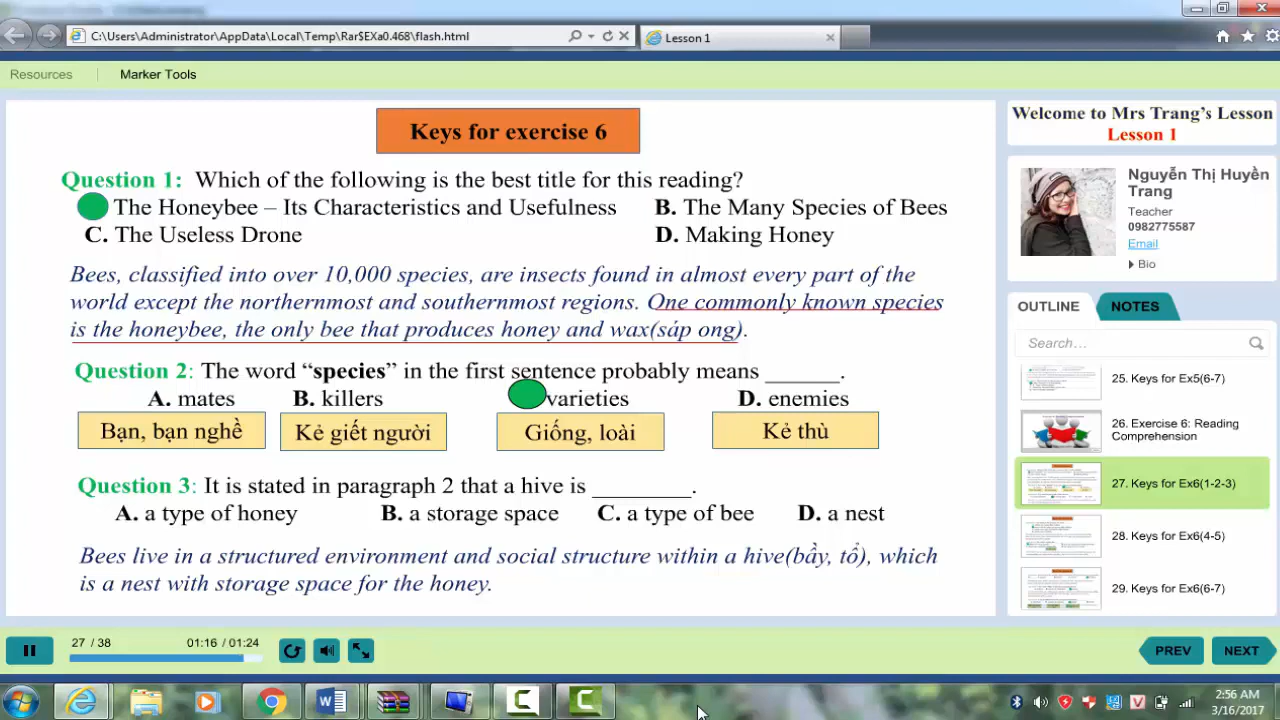 C:\Users\Administrator\AppData\Local\Temp\Rar$EXa0.468\flash.html
Lesson 1
Resources
Marker Tools
Keys for exercise 6
Question 1: Which of the following is the best title for this reading?
The Honeybee – Its Characteristics and Usefulness B. The Many Species of Bees
C. The Useless Drone D. Making Honey
Bees, classified into over 10,000 species, are insects found in almost every part of the
world except the northernmost and southernmost regions. One commonly known species
is the honeybee, the only bee that produces honey and wax(sáp ong).
Question 2: The word “species” in the first sentence probably means _______.
A. mates B. killers varieties D. enemies
Bạn, bạn nghề Kẻ giết người Giống, loài Kẻ thù
Question 3: It is stated in paragraph 2 that a hive is ________.
A. a type of honey B. a storage space C. a type of bee D. a nest
Bees live in a structured environment and social structure within a hive(bầy, tổ), which
is a nest with storage space for the honey.
Welcome to Mrs Trang's Lesson
Lesson 1
Nguyễn Thị Huyền
Trang
Teacher
0982775587
Email
Bio
OUTLINE NOTES
Search...
25. Keys for Ex5(6-7)
26. Exercise 6: Reading
Comprehension
27. Keys for Ex6(1-2-3)
28. Keys for Ex6(4-5)
29. Keys for Ex6(6-7)
27 / 38
01:16 / 01:24
PREV
NEXT
2:56 AM
3/16/2017